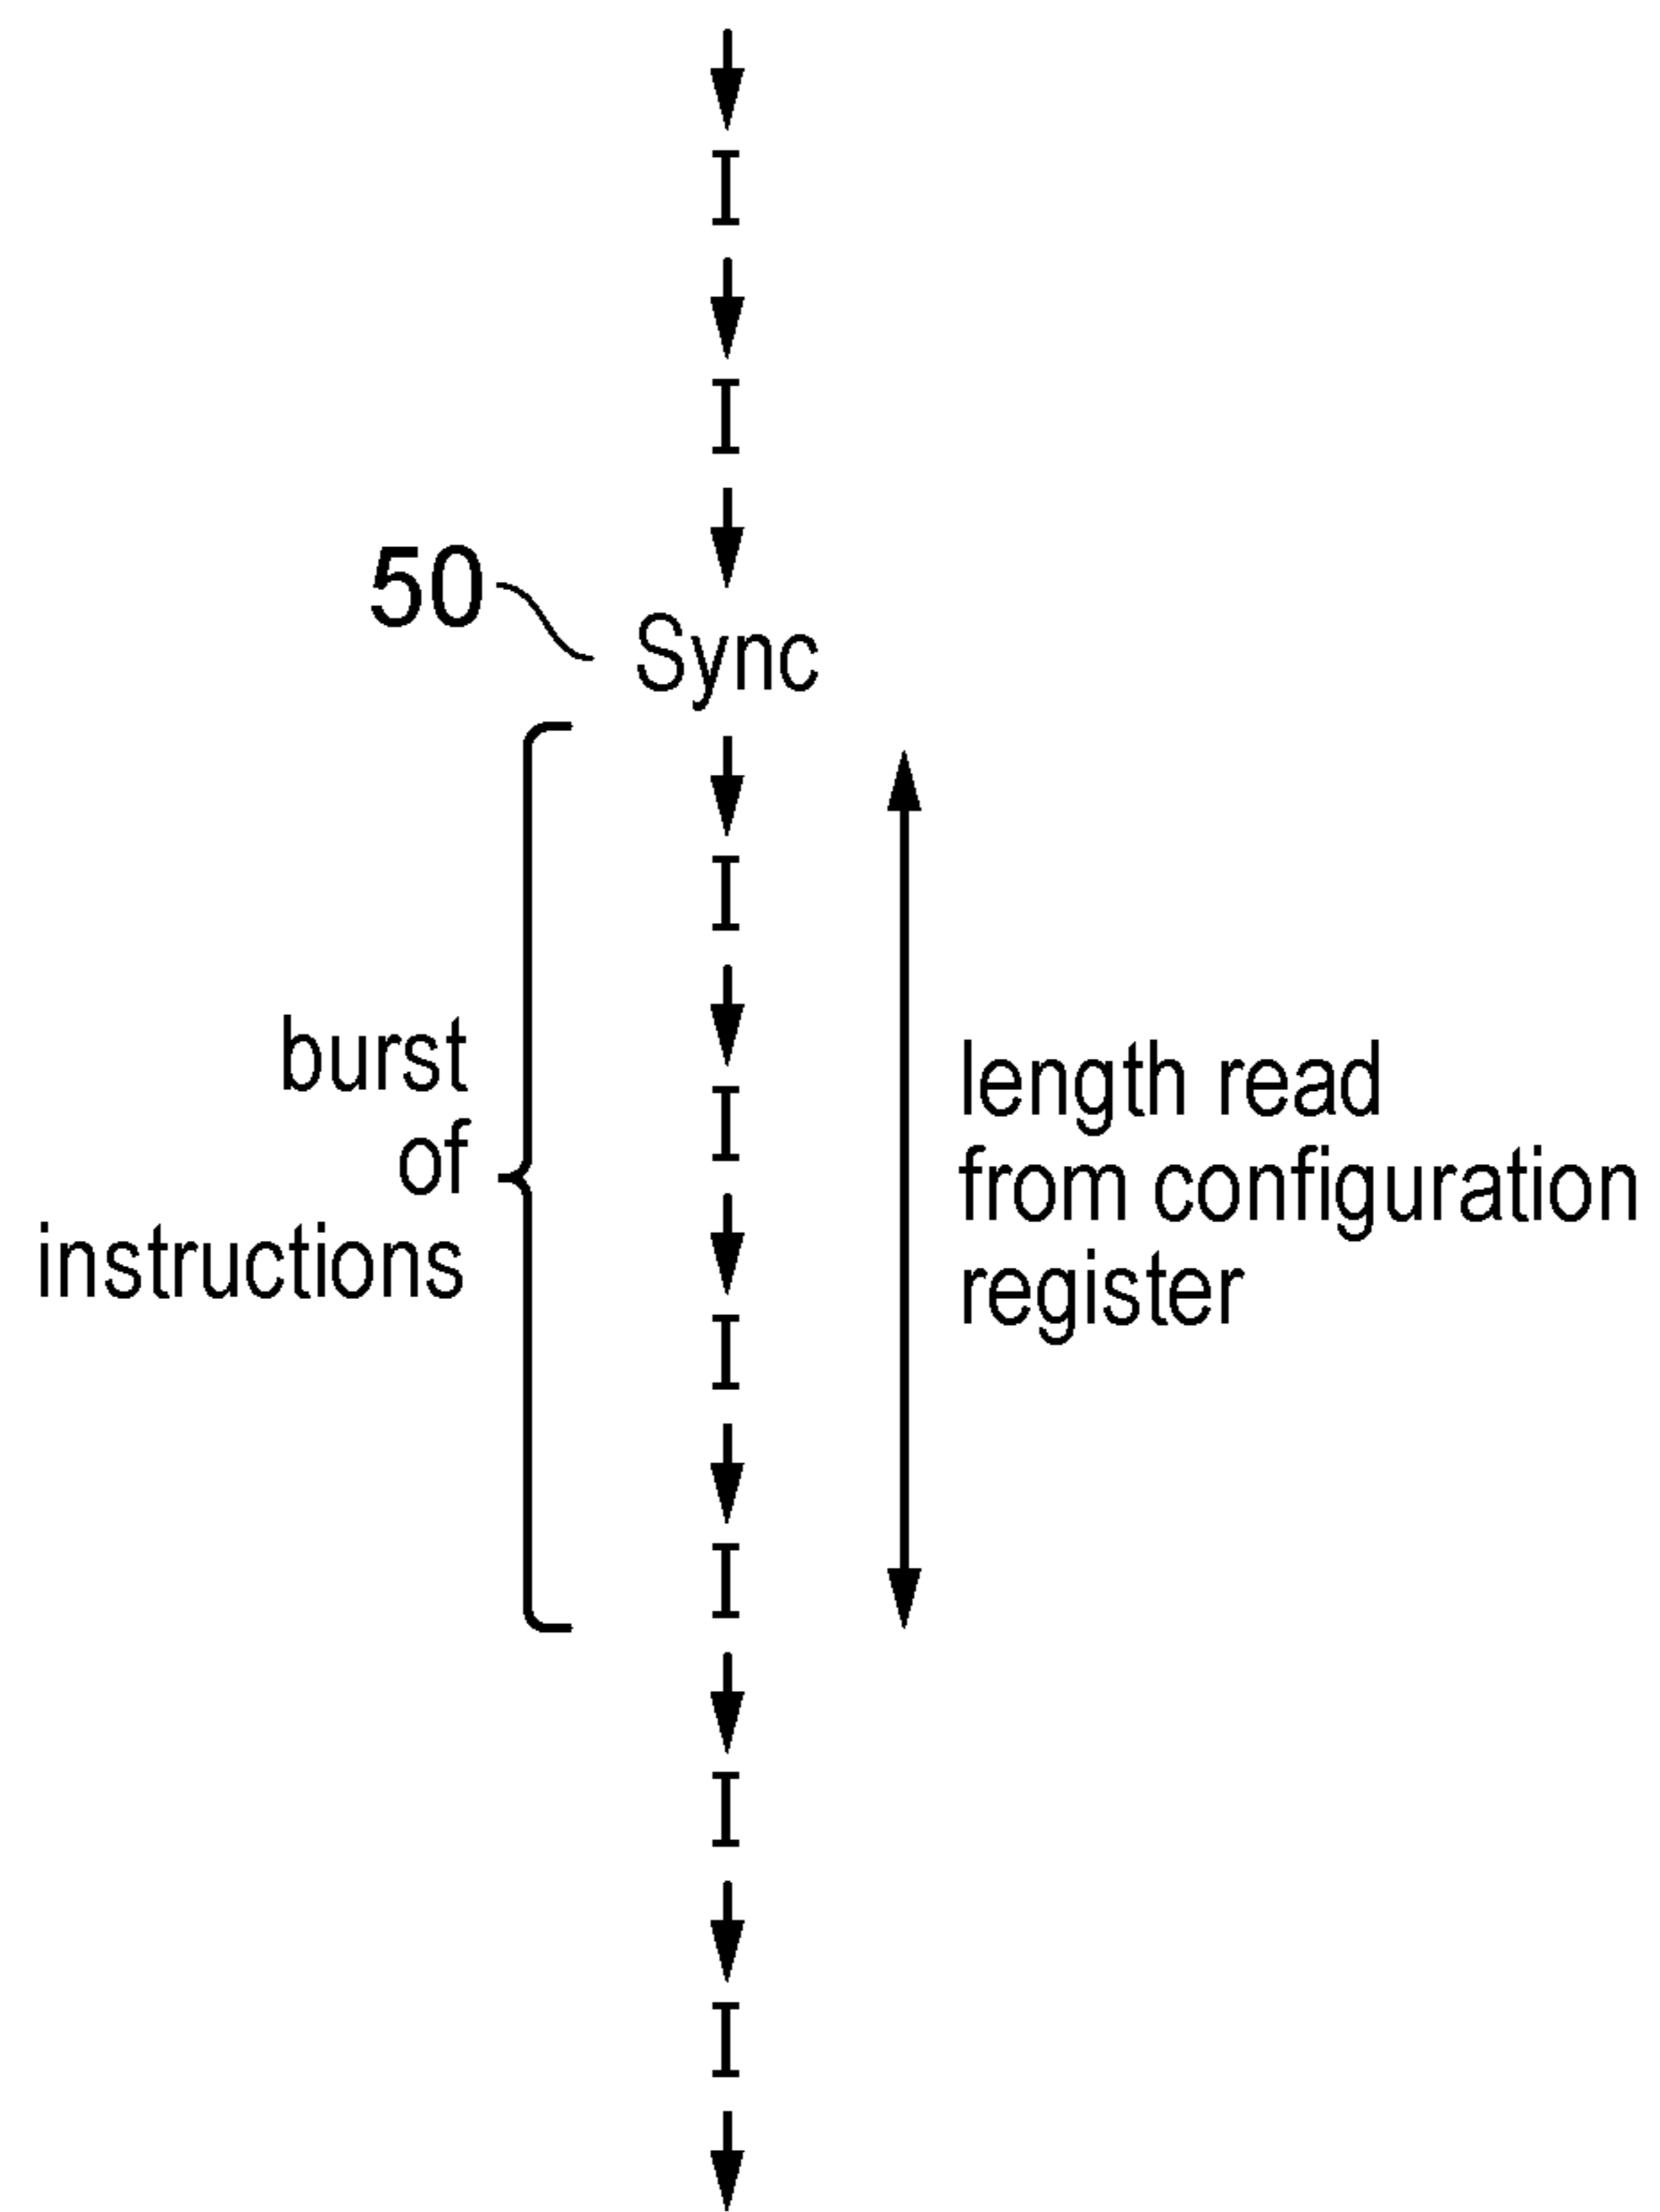 I
I
50
Sync
I
burst
of
instructions
I
length read
from configuration
register
I
I
I
I